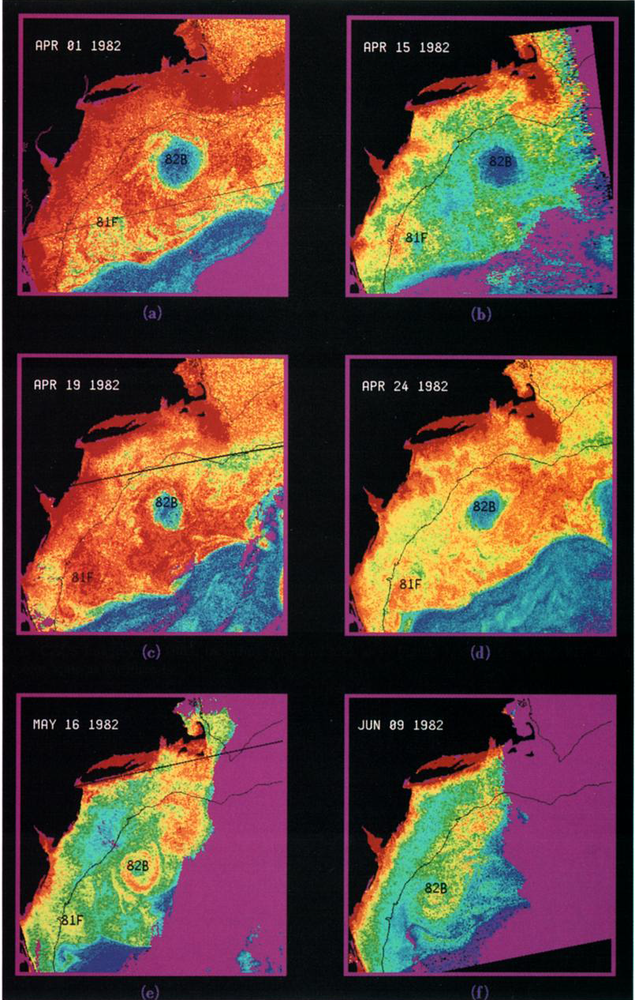 APR 01 1982
82B
81F
(a)
APR 15 1982
82B
81F
(b)
APR 19 1982
82B
81F
(c)
APR 24 1982
82B
81F
(d)
MAY 16 1982
82B
81F
(e)
JUN 09 1982
82B
(f)